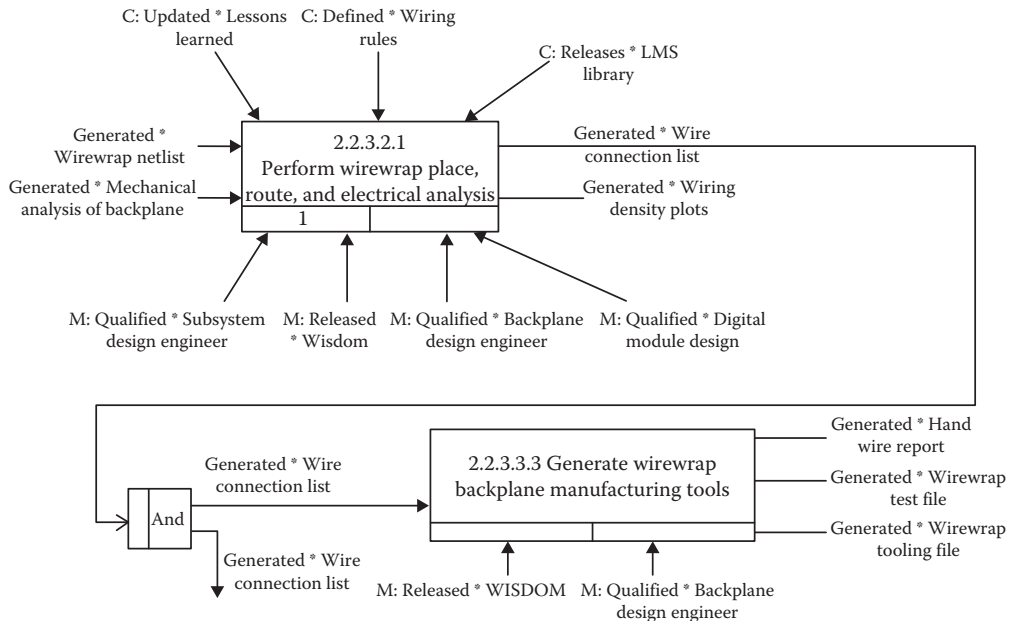 C: Updated * Lessons
learned
C: Defined * Wiring
rules
C: Releases * LMS
library
Generated *
Wirewrap netlist
Generated * Mechanical
analysis of backplane
2.2.3.2.1
Perform wirewrap place,
route, and electrical analysis
1
Generated * Wire
connection list
Generated * Wiring
density plots
M: Qualified * Subsystem
design engineer
M: Released
* Wisdom
M: Qualified * Backplane
design engineer
M: Qualified * Digital
module design
And
Generated * Wire
connection list
Generated * Wire
connection list
2.2.3.3.3 Generate wirewrap
backplane manufacturing tools
Generated * Hand
wire report
Generated * Wirewrap
test file
Generated * Wirewrap
tooling file
M: Released * WISDOM
M: Qualified * Backplane
design engineer